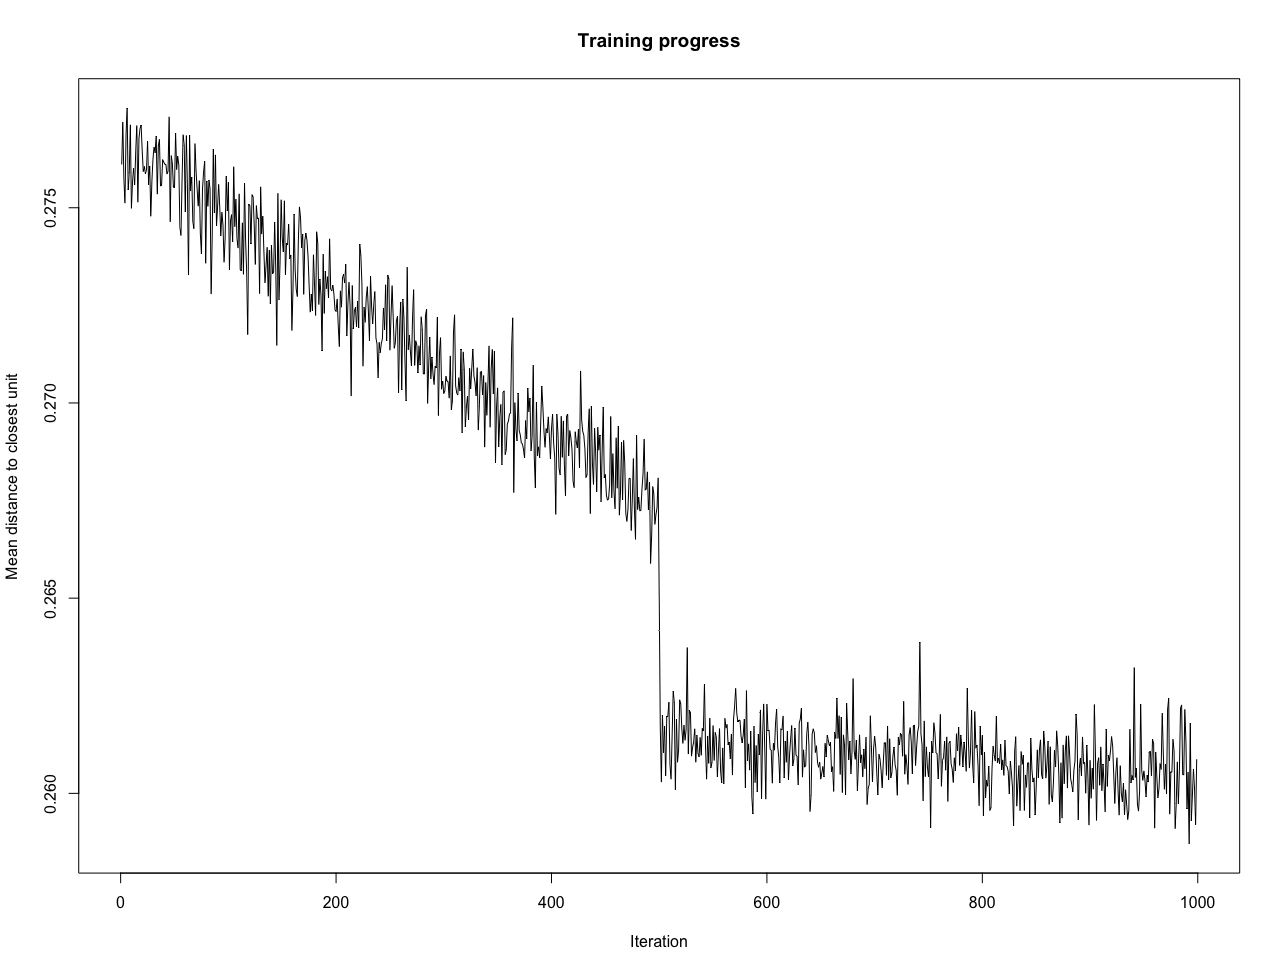 Training progress
Mean distance to closest unit
0.275
0.270
0.265
0.260
0 200 400 600 800 1000
Iteration